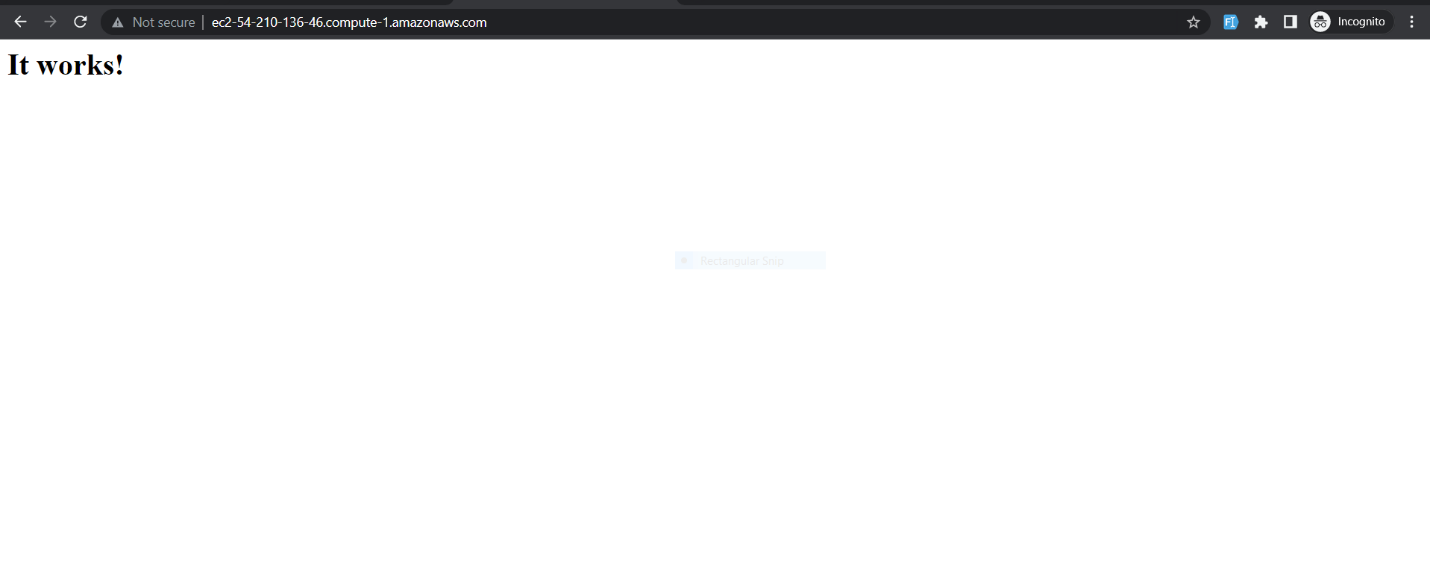 Not secure | ec2-54-210-136-46.compute-1.amazonaws.com
Incognito
It works!
Rectangular Snip